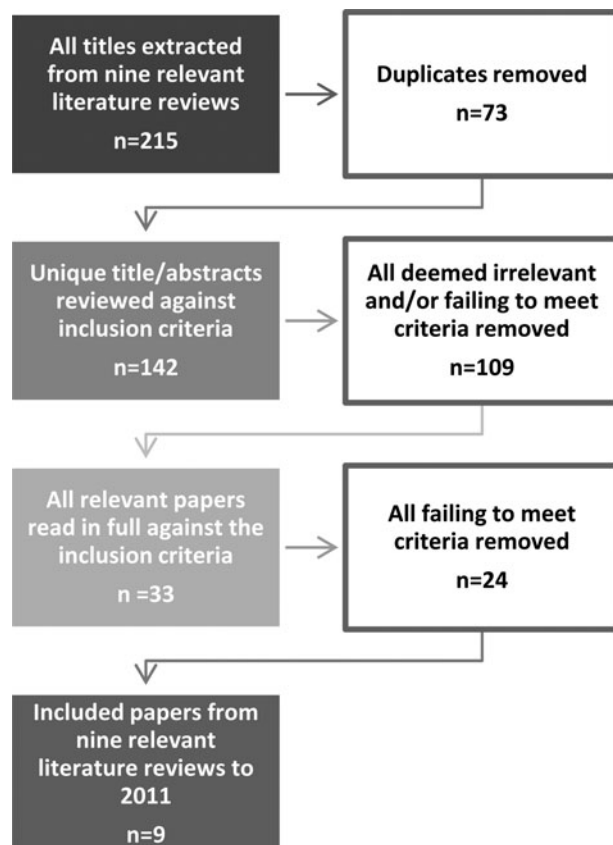 All titles extracted
from nine relevant
literature reviews
n=215
Duplicates removed
n=73
Unique title/abstracts
reviewed against
inclusion criteria
n=142
All deemed irrelevant
and/or failing to meet
criteria removed
n=109
All relevant papers
read in full against the
inclusion criteria
n =33
All failing to meet
criteria removed
n=24
Included papers from
nine relevant
literature reviews to
2011
n=9